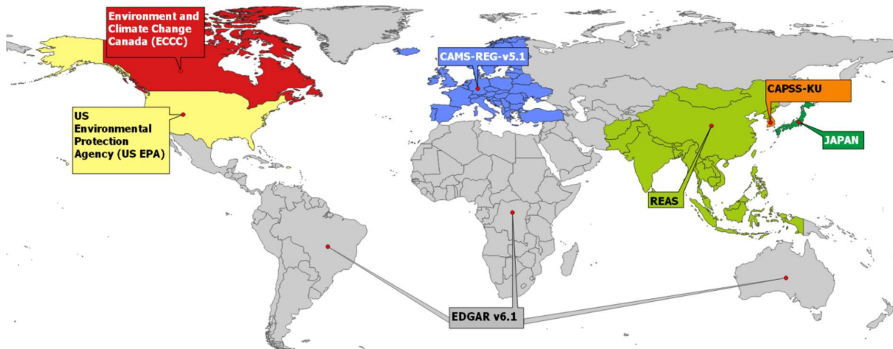 Environment and
Climate Change
Canada (ECCC)
CAMS-REG-v5.1
CAPSS-KU
US
Environmental
Protection
Agency (US EPA)
JAPAN
REAS
EDGAR v6.1